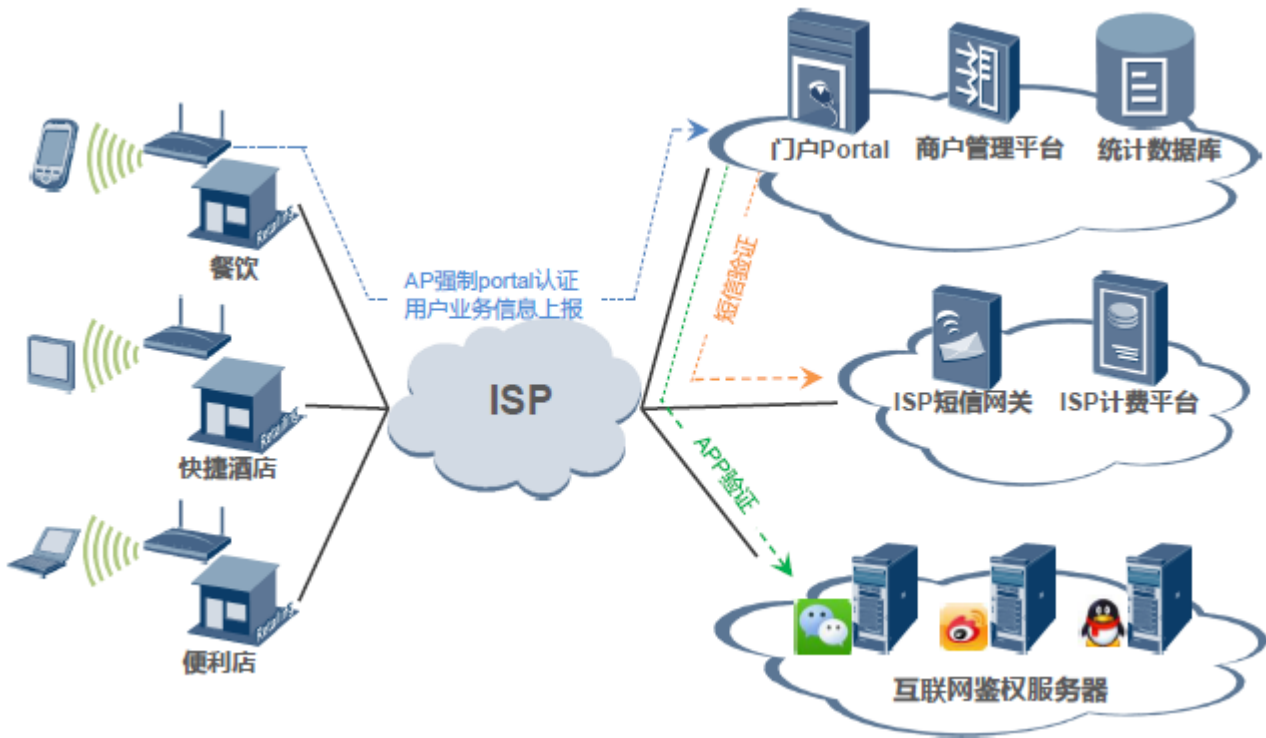 门户Portal
商户管理平台
统计数据库
Retailing
餐饮
AP强制portal认证
用户业务信息上报
短信验证
ISP
ISP短信网关
ISP计费平台
Retailing
快捷酒店
APP验证
Retailing
便利店
互联网鉴权服务器